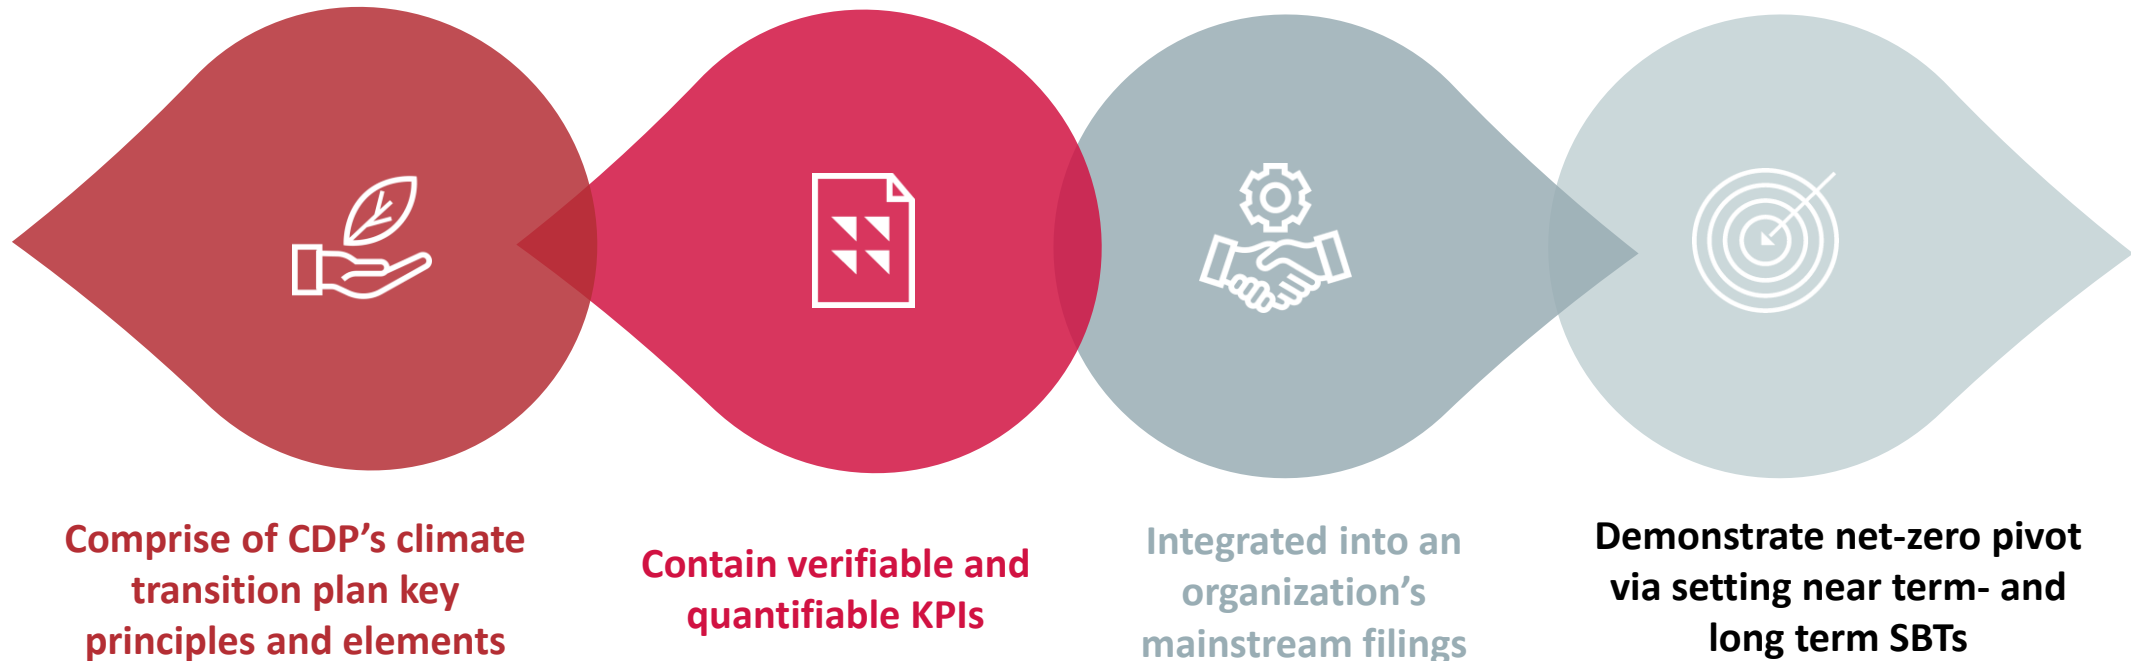 Comprise of CDP’s climate
transition plan key
principles and elements
Contain verifiable and
quantifiable KPIs
Integrated into an
organization’s
mainstream filings
Demonstrate net-zero pivot
via setting near term- and
long term SBTs